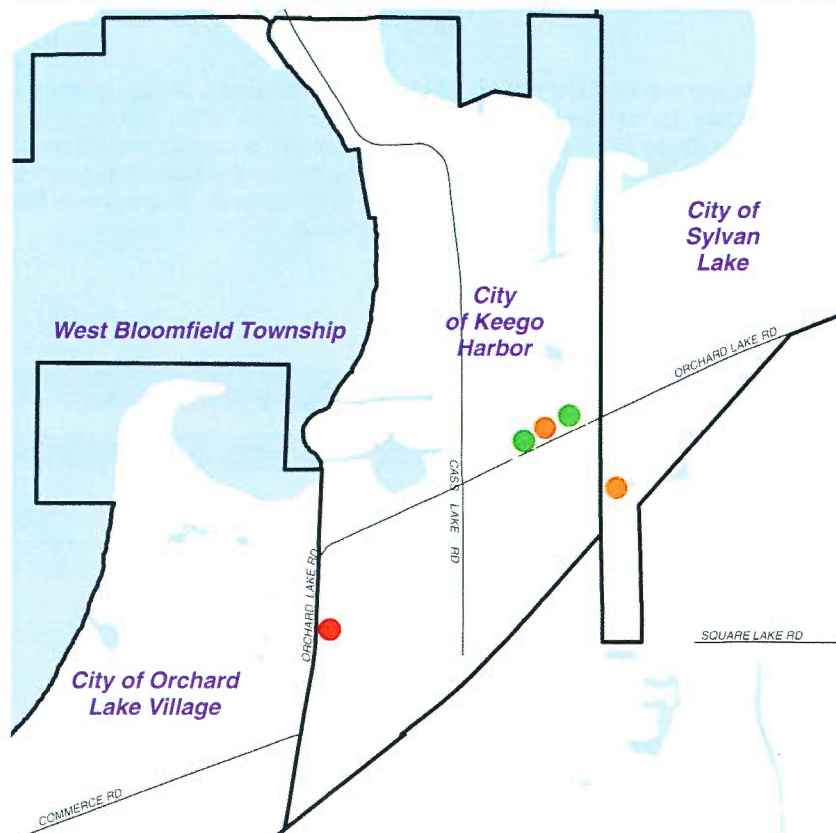 City of
Sylvan
Lake
City
of Keego
Harbor
West Bloomfield Township
ORCHARD LAKE RD
CASS LAKE RD
ORCHARD LAKE RD
SQUARE LAKE RD
City of Orchard
Lake Village
COMMERCE RD